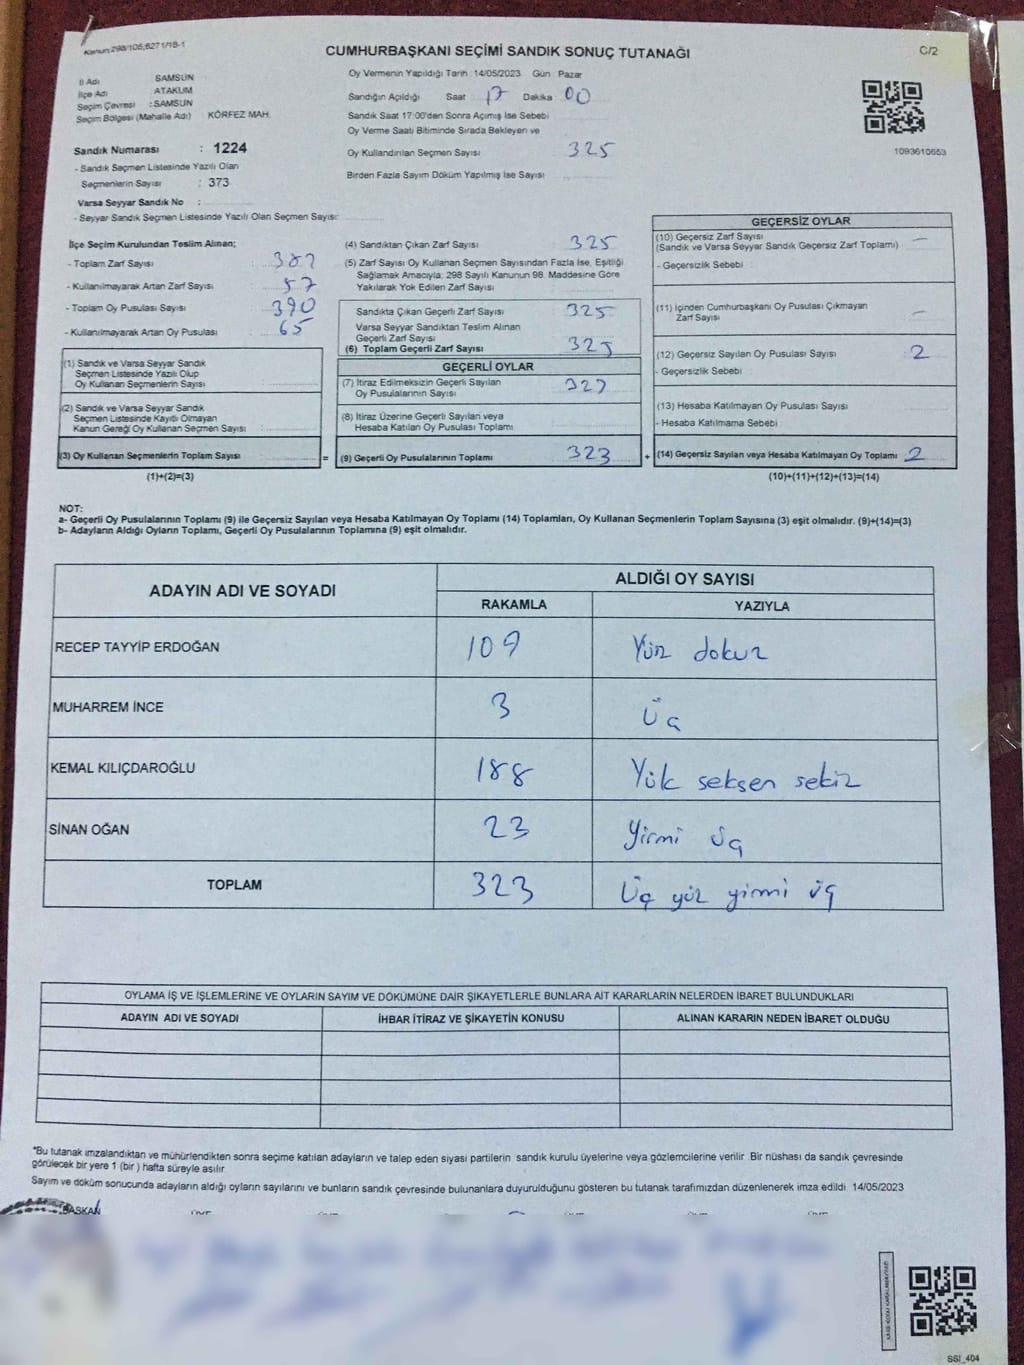 Kanun:298/105,6271/18-1
CUMHURBAŞKANI SEÇİMİ SANDIK SONUÇ TUTANAĞI
C/2
İl Adı SAMSUN
İlçe Adı ATAKUM
Seçim Çevresi : SAMSUN
Seçim Bölgesi (Mahalle Adı) KÖRFEZ MAH.
Sandık Numarası : 1224
- Sandık Seçmen Listesinde Yazılı Olan
Seçmenlerin Sayısı : 373
Varsa Seyyar Sandık No :
- Seyyar Sandık Seçmen Listesinde Yazılı Olan Seçmen Sayısı:
Oy Vermenin Yapıldığı Tarih : 14/05/2023 Gün Pazar
Sandığın Açıldığı Saat 17 Dakika 00
Sandık Saat 17:00'den Sonra Açımış İse Sebebi
Oy Verme Saati Bitiminde Sırada Bekleyen ve
Oy Kullandırılan Seçmen Sayısı 325
Birden Fazla Sayım Döküm Yapılmış İse Sayısı
1093610653
İlçe Seçim Kurulundan Teslim Alınan;
- Toplam Zarf Sayısı 382
- Kullanılmayarak Artan Zarf Sayısı 57
- Toplam Oy Pusulası Sayısı 390
- Kullanılmayarak Artan Oy Pusulası 65
(1) Sandık ve Varsa Seyyar Sandık
Seçmen Listesinde Yazılı Olup
Oy Kullanan Seçmenlerin Sayısı
(2) Sandık ve Varsa Seyyar Sandık
Seçmen Listesinde Kayıtlı Olmayan
Kanun Gereği Oy Kullanan Seçmen Sayısı
(3) Oy Kullanan Seçmenlerin Toplam Sayısı
(1)+(2)=(3)
(4) Sandıktan Çıkan Zarf Sayısı 325
(5) Zarf Sayısı Oy Kullanan Seçmen Sayısından Fazla İse, Eşitliği
Sağlamak Amacıyla; 298 Sayılı Kanunun 98. Maddesine Göre
Yakılarak Yok Edilen Zarf Sayısı
Sandıkta Çıkan Geçerli Zarf Sayısı 325
Varsa Seyyar Sandıktan Teslim Alınan
Geçerli Zarf Sayısı
(6) Toplam Geçerli Zarf Sayısı 325
GEÇERLİ OYLAR
(7) İtiraz Edilmeksizin Geçerli Sayılan 323
Oy Pusulalarının Sayısı
(8) İtiraz Üzerine Geçerli Sayılan veya
Hesaba Katılan Oy Pusulası Toplamı
= (9) Geçerli Oy Pusulalarının Toplamı 323
GEÇERSİZ OYLAR
(10) Geçersiz Zarf Sayısı —
(Sandık ve Varsa Seyyar Sandık Geçersiz Zarf Toplamı)
- Geçersizlik Sebebi
(11) İçinden Cumhurbaşkanı Oy Pusulası Çıkmayan —
Zarf Sayısı
(12) Geçersiz Sayılan Oy Pusulası Sayısı 2
- Geçersizlik Sebebi
(13) Hesaba Katılmayan Oy Pusulası Sayısı
- Hesaba Katılmama Sebebi
+ (14) Geçersiz Sayılan veya Hesaba Katılmayan Oy Toplamı 2
(10)+(11)+(12)+(13)=(14)
NOT:
a- Geçerli Oy Pusulalarının Toplamı (9) ile Geçersiz Sayılan veya Hesaba Katılmayan Oy Toplamı (14) Toplamları, Oy Kullanan Seçmenlerin Toplam Sayısına (3) eşit olmalıdır. (9)+(14)=(3)
b- Adayların Aldığı Oyların Toplamı, Geçerli Oy Pusulalarının Toplamına (9) eşit olmalıdır.
ADAYIN ADI VE SOYADI ALDIĞI OY SAYISI
RAKAMLA YAZIYLA
RECEP TAYYİP ERDOĞAN 109 Yüz dokuz
MUHARREM İNCE 3 Üç
KEMAL KILIÇDAROĞLU 188 Yük seksen sekiz
SİNAN OĞAN 23 Yirmi üç
TOPLAM 323 Üç yüz yirmi üç
OYLAMA İŞ VE İŞLEMLERİNE VE OYLARIN SAYIM VE DÖKÜMÜNE DAİR ŞİKAYETLERLE BUNLARA AİT KARARLARIN NELERDEN İBARET BULUNDUKLARI
ADAYIN ADI VE SOYADI İHBAR İTİRAZ VE ŞİKAYETİN KONUSU ALINAN KARARIN NEDEN İBARET OLDUĞU
*Bu tutanak imzalandıktan ve mühürlendikten sonra seçime katılan adayların ve talep eden siyasi partilerin sandık kurulu üyelerine veya gözlemcilerine verilir. Bir nüshası da sandık çevresinde
görülecek bir yere 1 (bir) hafta süreyle asılır.
Sayım ve döküm sonucunda adayların aldığı oyların sayılarını ve bunların sandık çevresinde bulunanlara duyurulduğunu gösteren bu tutanak tarafımızdan düzenlenerek imza edildi. 14/05/2023
BAŞKAN
SSI_404